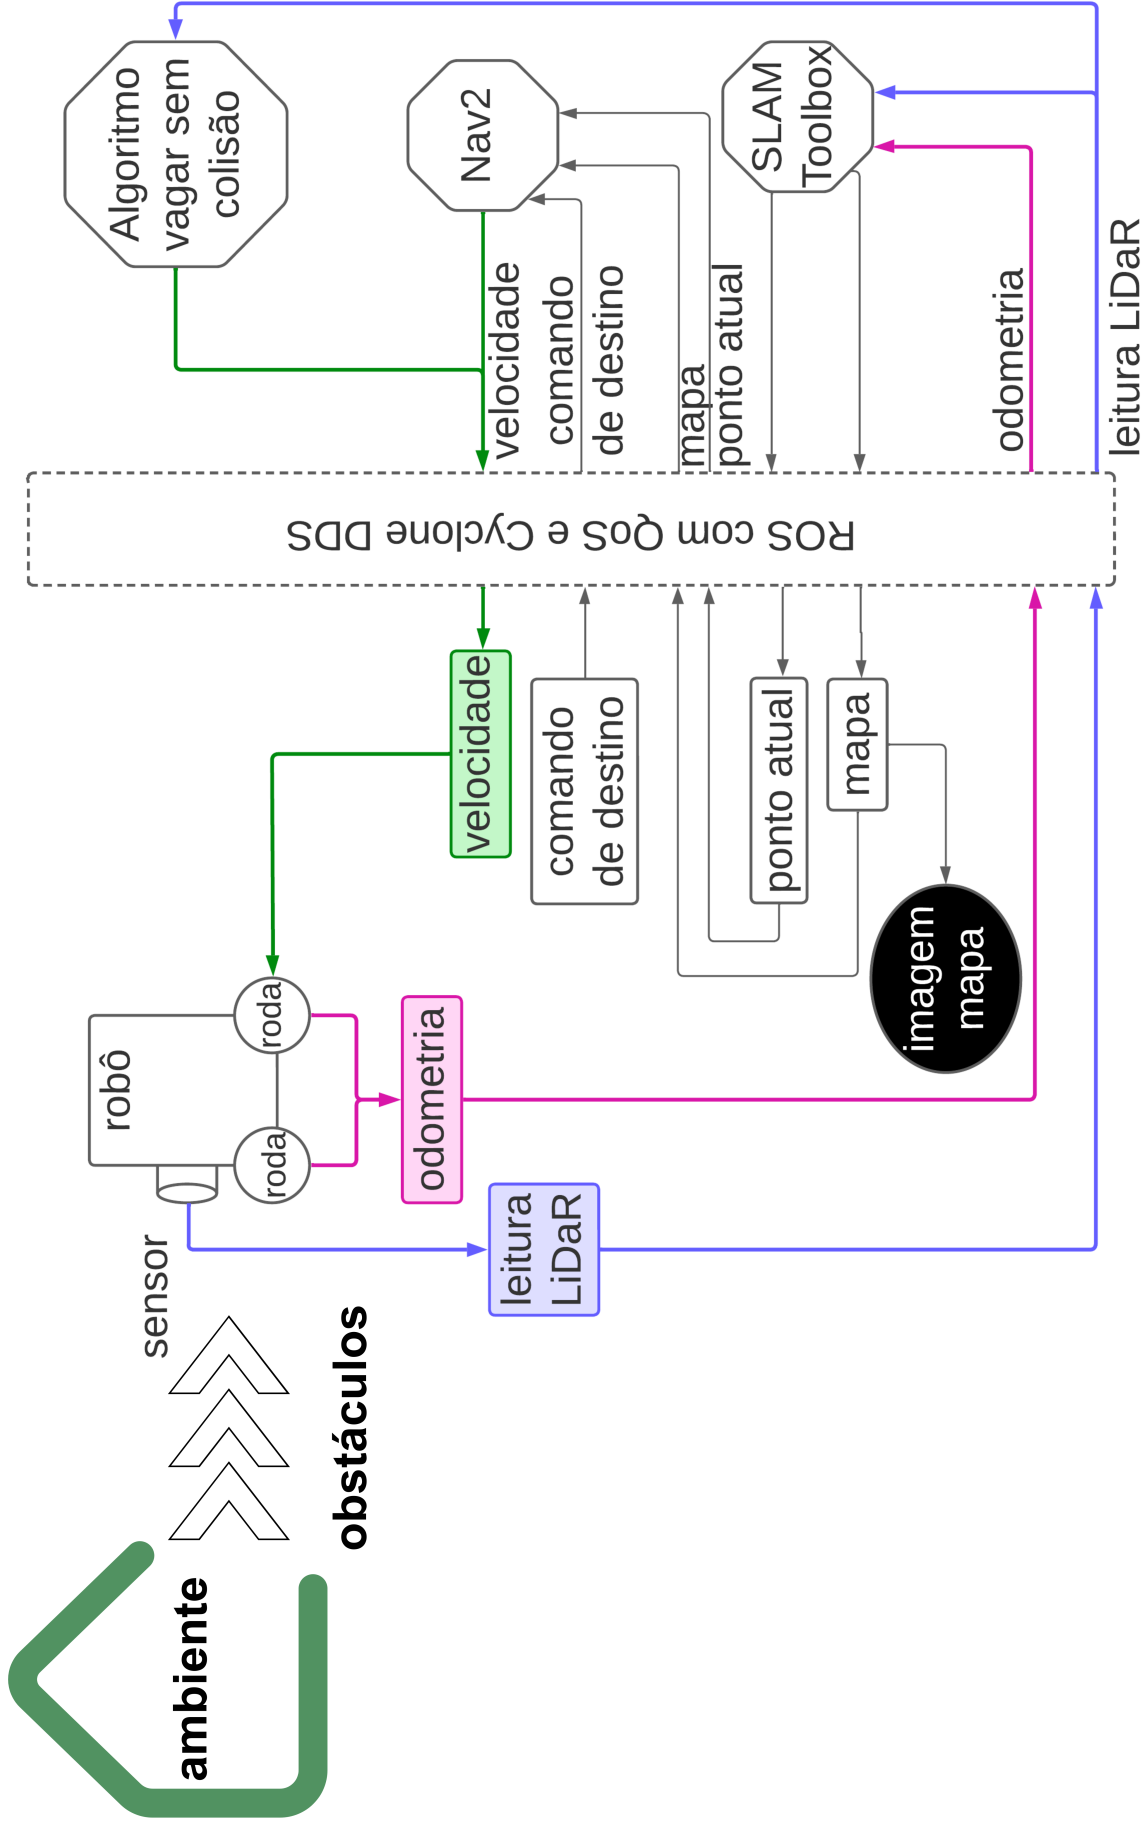 ambiente
obstáculos
sensor
robô
roda
roda
leitura
LiDaR
odometria
velocidade
comando
de destino
ponto atual
mapa
imagem
mapa
ROS com QoS e Cyclone DDS
velocidade
comando
de destino
mapa
ponto atual
odometria
leitura LiDaR
Algoritmo
vagar sem
colisão
Nav2
SLAM
Toolbox